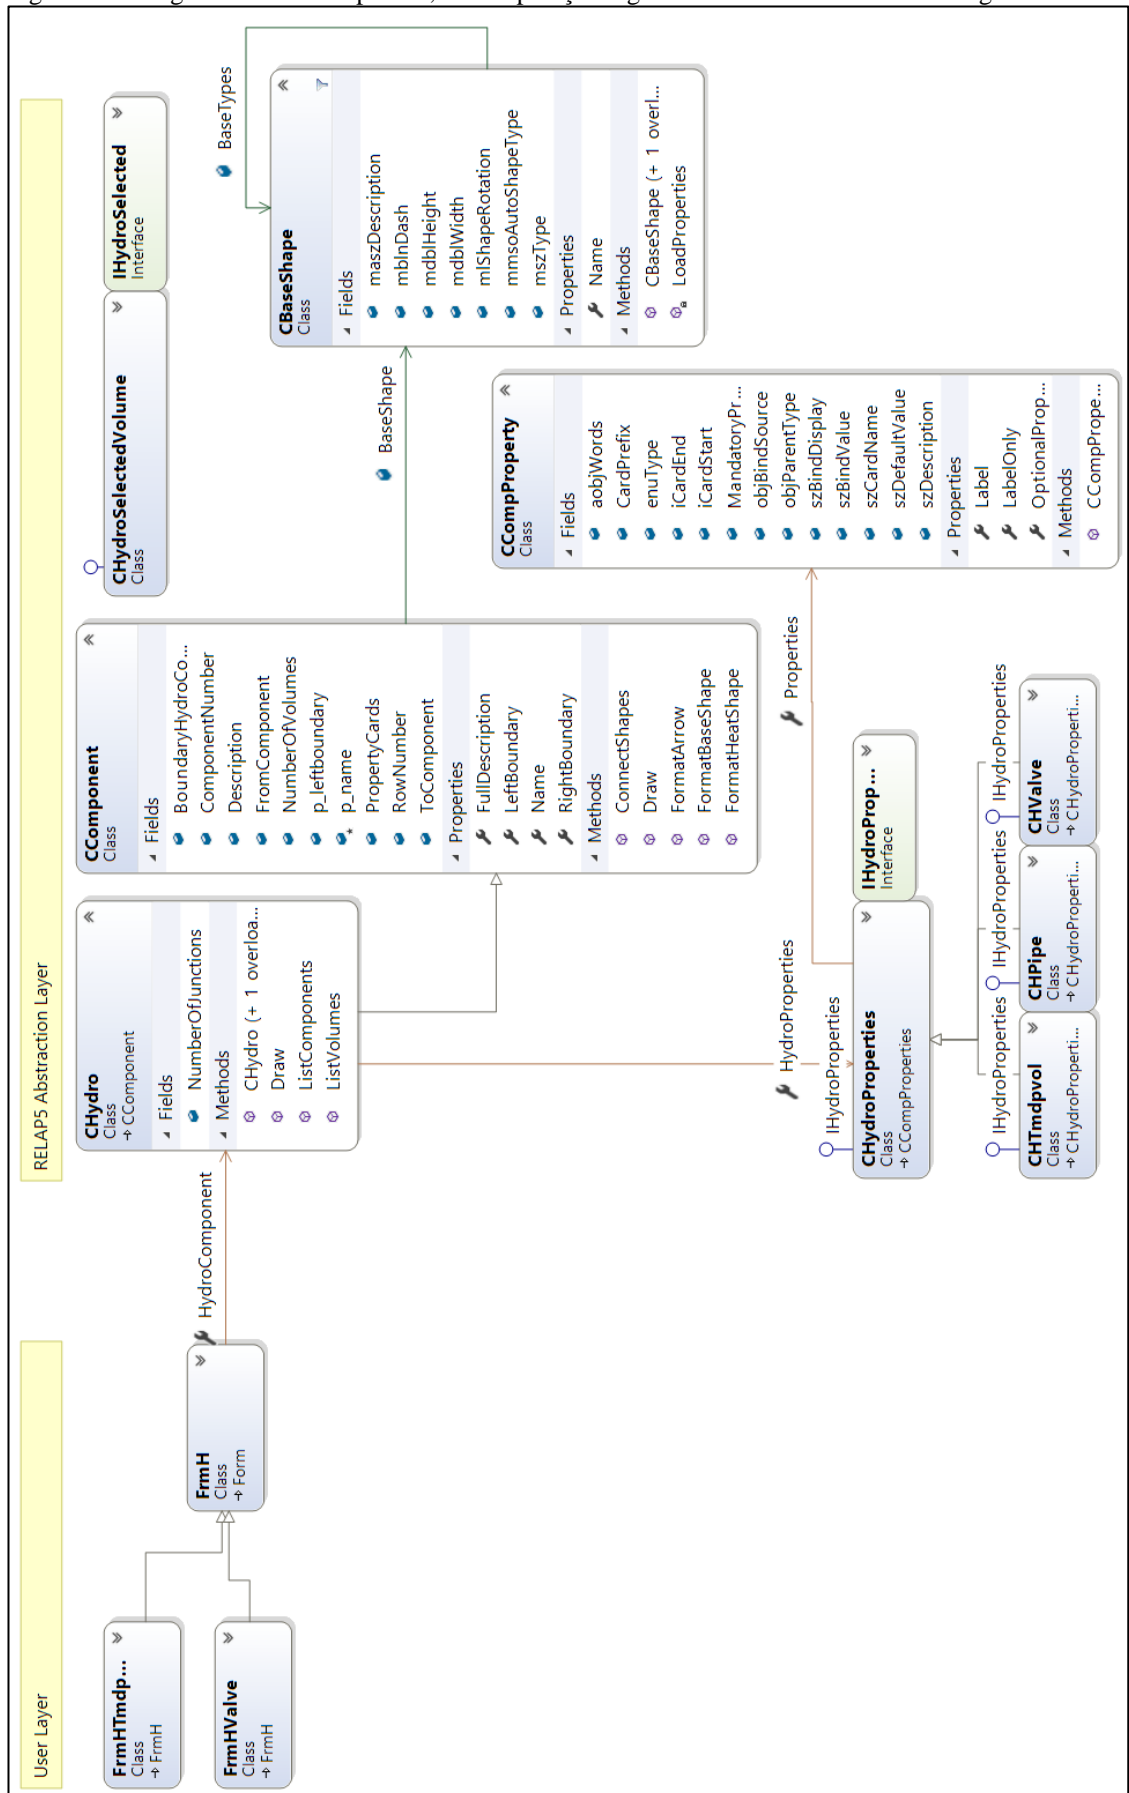 User Layer
RELAP5 Abstraction Layer
FrmHTmdp...
Class
→ FrmH
FrmHValve
Class
→ FrmH
FrmH
Class
→ Form
HydroComponent
CHydro
Class
→ CComponent
Fields
NumberOfJunctions
Methods
CHydro (+ 1 overloa...
Draw
ListComponents
ListVolumes
CComponent
Class
Fields
BoundaryHydroCo...
ComponentNumber
Description
FromComponent
NumberOfVolumes
p_leftboundary
p_name
PropertyCards
RowNumber
ToComponent
Properties
FullDescription
LeftBoundary
Name
RightBoundary
Methods
ConnectShapes
Draw
FormatArrow
FormatBaseShape
FormatHeatShape
CHydroSelectedVolume
Class
IHydroSelected
Interface
BaseShape
BaseTypes
CBaseShape
Class
Fields
maszDescription
mblnDash
mdblHeight
mdblWidth
mlShapeRotation
mmsoAutoShapeType
mszType
Properties
Name
Methods
CBaseShape (+ 1 overl...
LoadProperties
HydroProperties
IHydroProperties
CHydroProperties
Class
→ CCompProperties
IHydroProp...
Interface
Properties
CCompProperty
Class
Fields
aobjWords
CardPrefix
enuType
iCardEnd
iCardStart
MandatoryPr...
objBindSource
objParentType
szBindDisplay
szBindValue
szCardName
szDefaultValue
szDescription
Properties
Label
LabelOnly
OptionalProp...
Methods
CCompPrope...
IHydroProperties
CHTmdpvol
Class
→ CHydroProperti...
IHydroProperties
CHPipe
Class
→ CHydroProperti...
IHydroProperties
CHValve
Class
→ CHydroProperti...